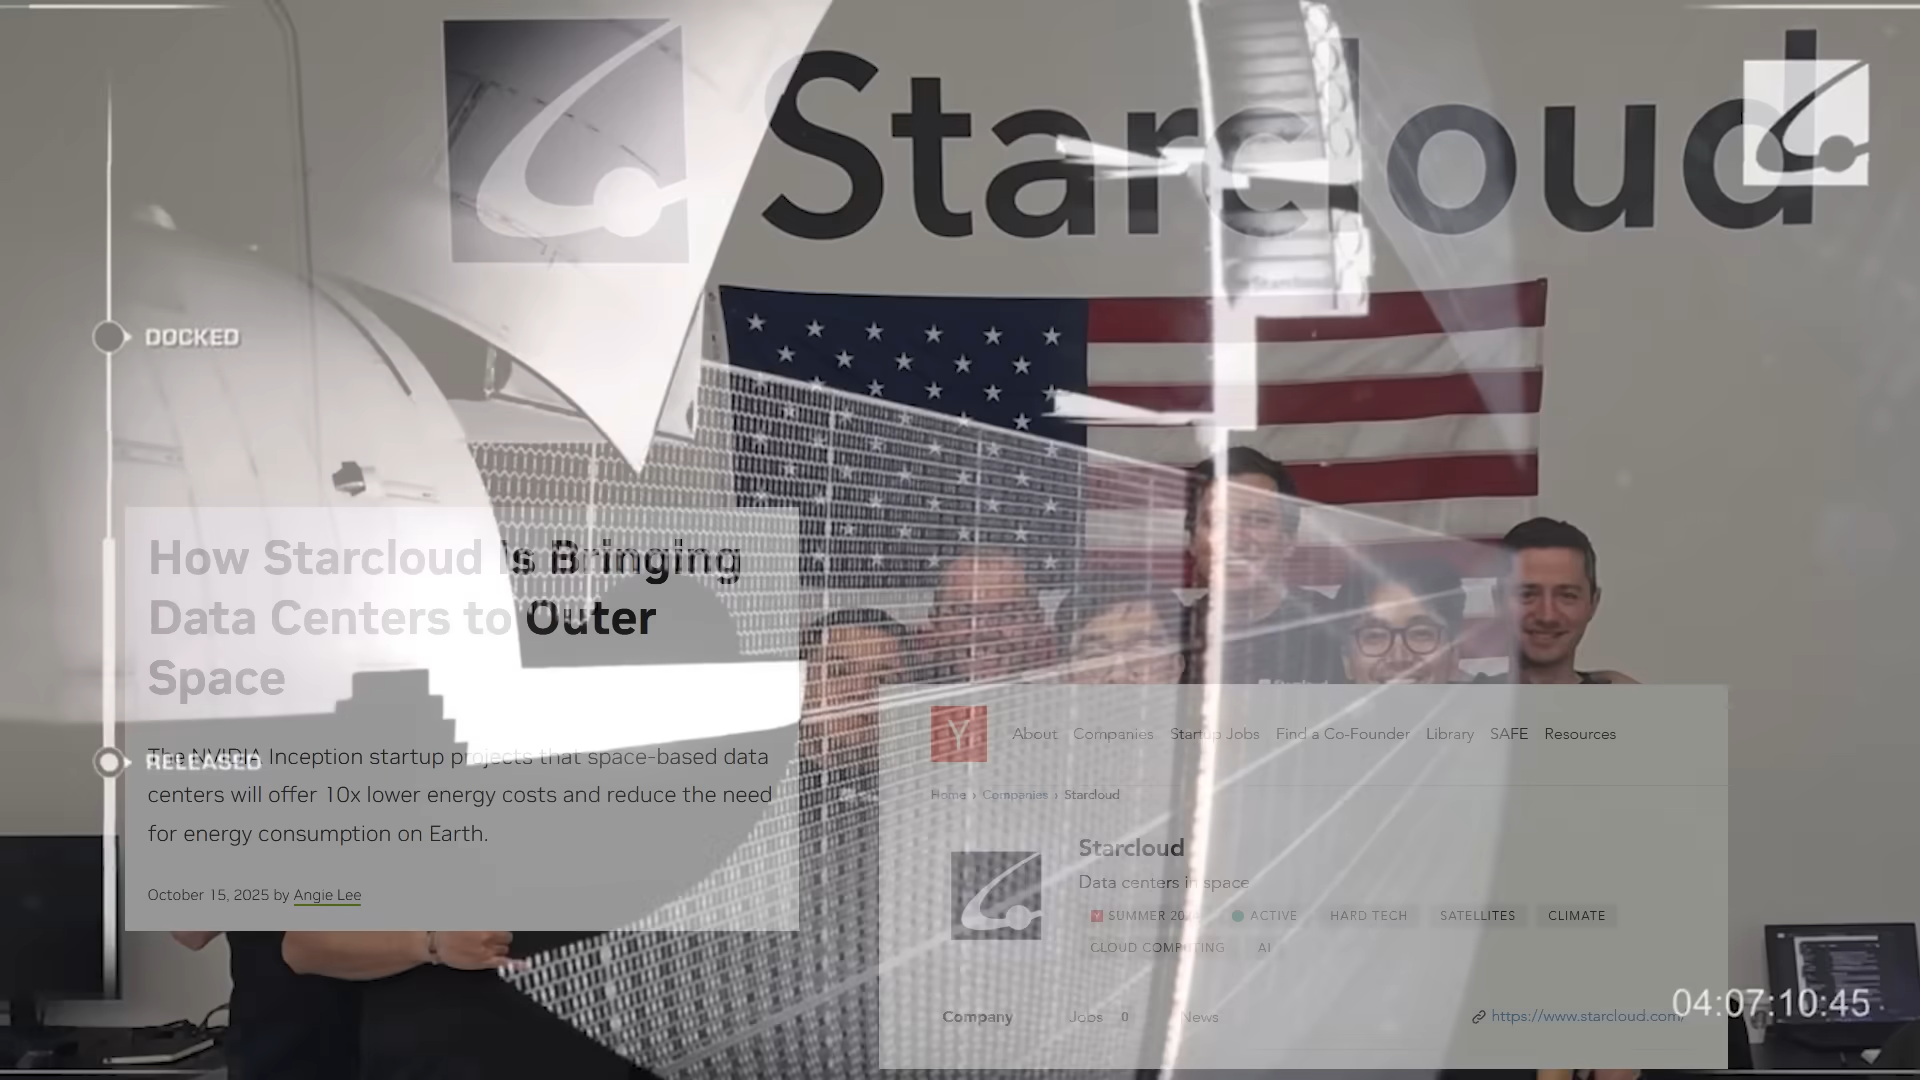 Starcloud
DOCKED
How Starcloud is Bringing
Data Centers to Outer
Space
The NVIDIA Inception startup projects that space-based data
RELEASED
centers will offer 10x lower energy costs and reduce the need
for energy consumption on Earth.
October 15, 2025 by Angie Lee
Y
About Companies Startup Jobs Find a Co-Founder Library SAFE Resources
Home › Companies › Starcloud
Starcloud
Data centers in space
Y SUMMER ACTIVE HARD TECH SATELLITES CLIMATE
CLOUD COMPUTING AI
Company Jobs 0 News https://www.starcloud.com/
04:07:10:45